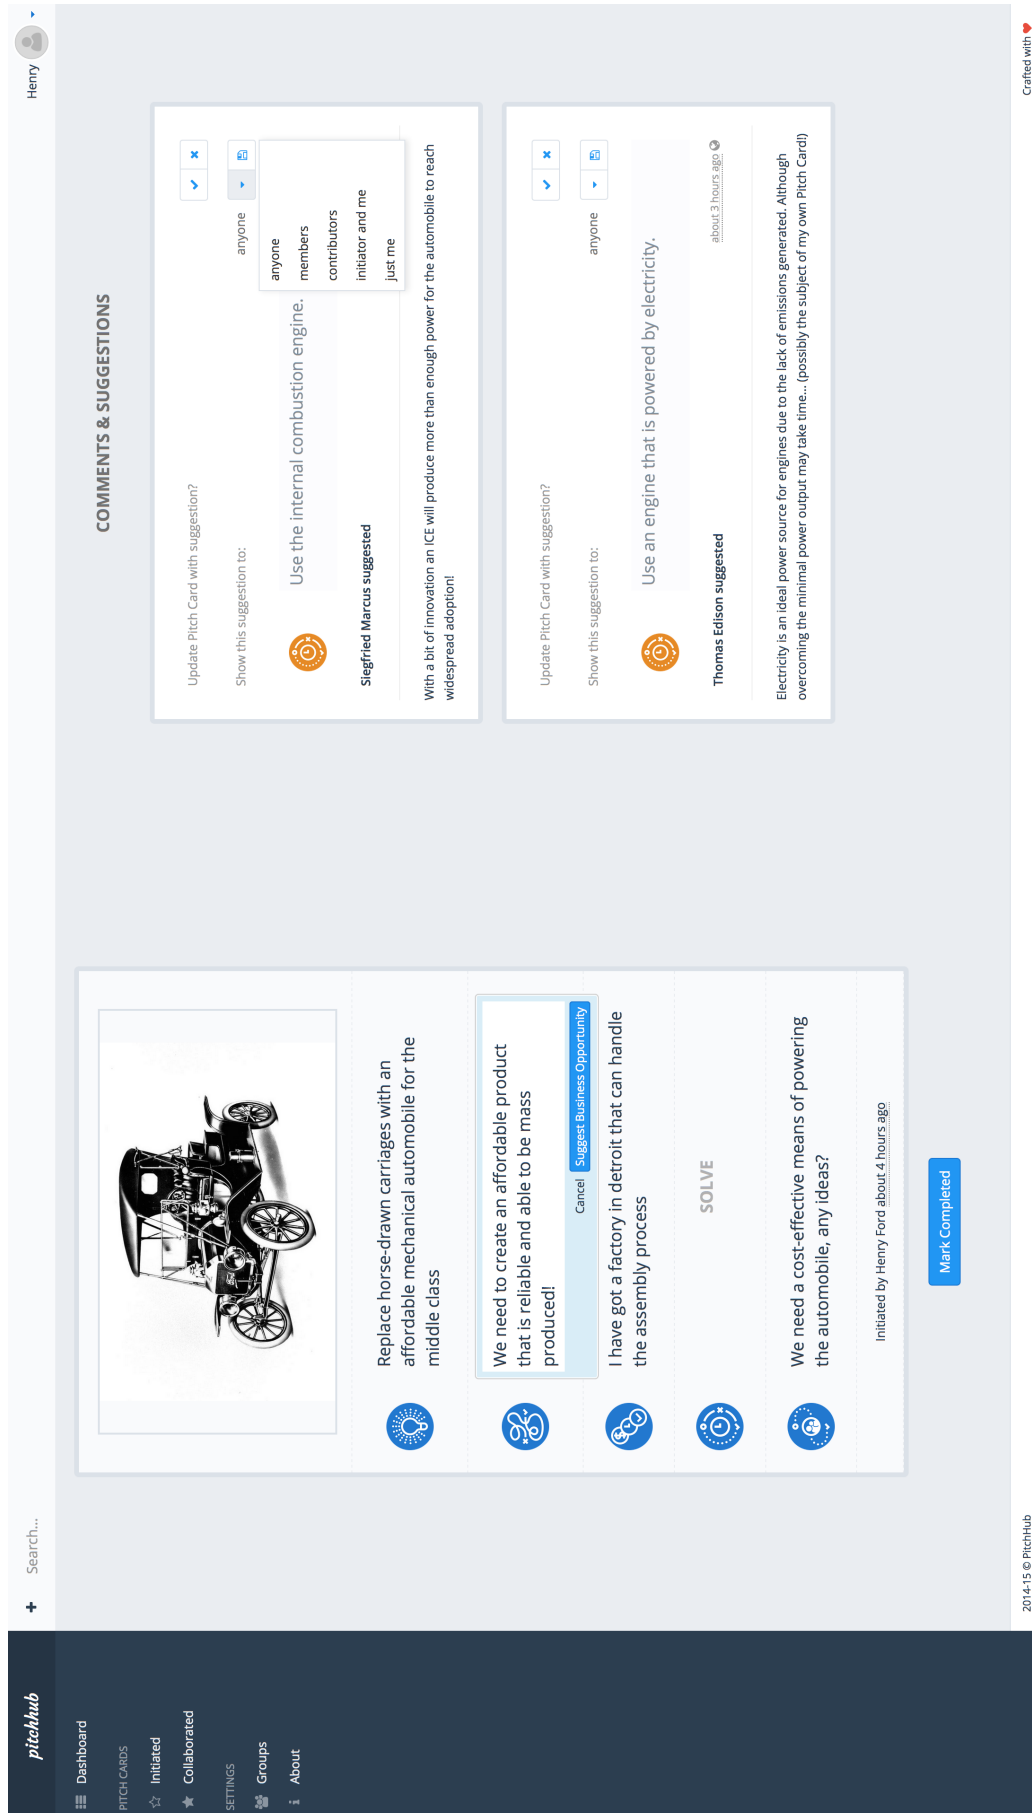 pitchhub
Dashboard
PITCH CARDS
Initiated
Collaborated
SETTINGS
Groups
About
Search...
Henry
Replace horse-drawn carriages with an
affordable mechanical automobile for the
middle class
We need to create an affordable product
that is reliable and able to be mass
produced!
Cancel
Suggest Business Opportunity
I have got a factory in detroit that can handle
the assembly process
SOLVE
We need a cost-effective means of powering
the automobile, any ideas?
Initiated by Henry Ford about 4 hours ago
Mark Completed
COMMENTS & SUGGESTIONS
Update Pitch Card with suggestion?
Show this suggestion to:
anyone
anyone
members
contributors
initiator and me
just me
Use the internal combustion engine.
Siegfried Marcus suggested
With a bit of innovation an ICE will produce more than enough power for the automobile to reach
widespread adoption!
Update Pitch Card with suggestion?
Show this suggestion to:
anyone
Use an engine that is powered by electricity.
Thomas Edison suggested
about 3 hours ago
Electricity is an ideal power source for engines due to the lack of emissions generated. Although
overcoming the minimal power output may take time... (possibly the subject of my own Pitch Card!)
2014-15 © PitchHub
Crafted with ❤